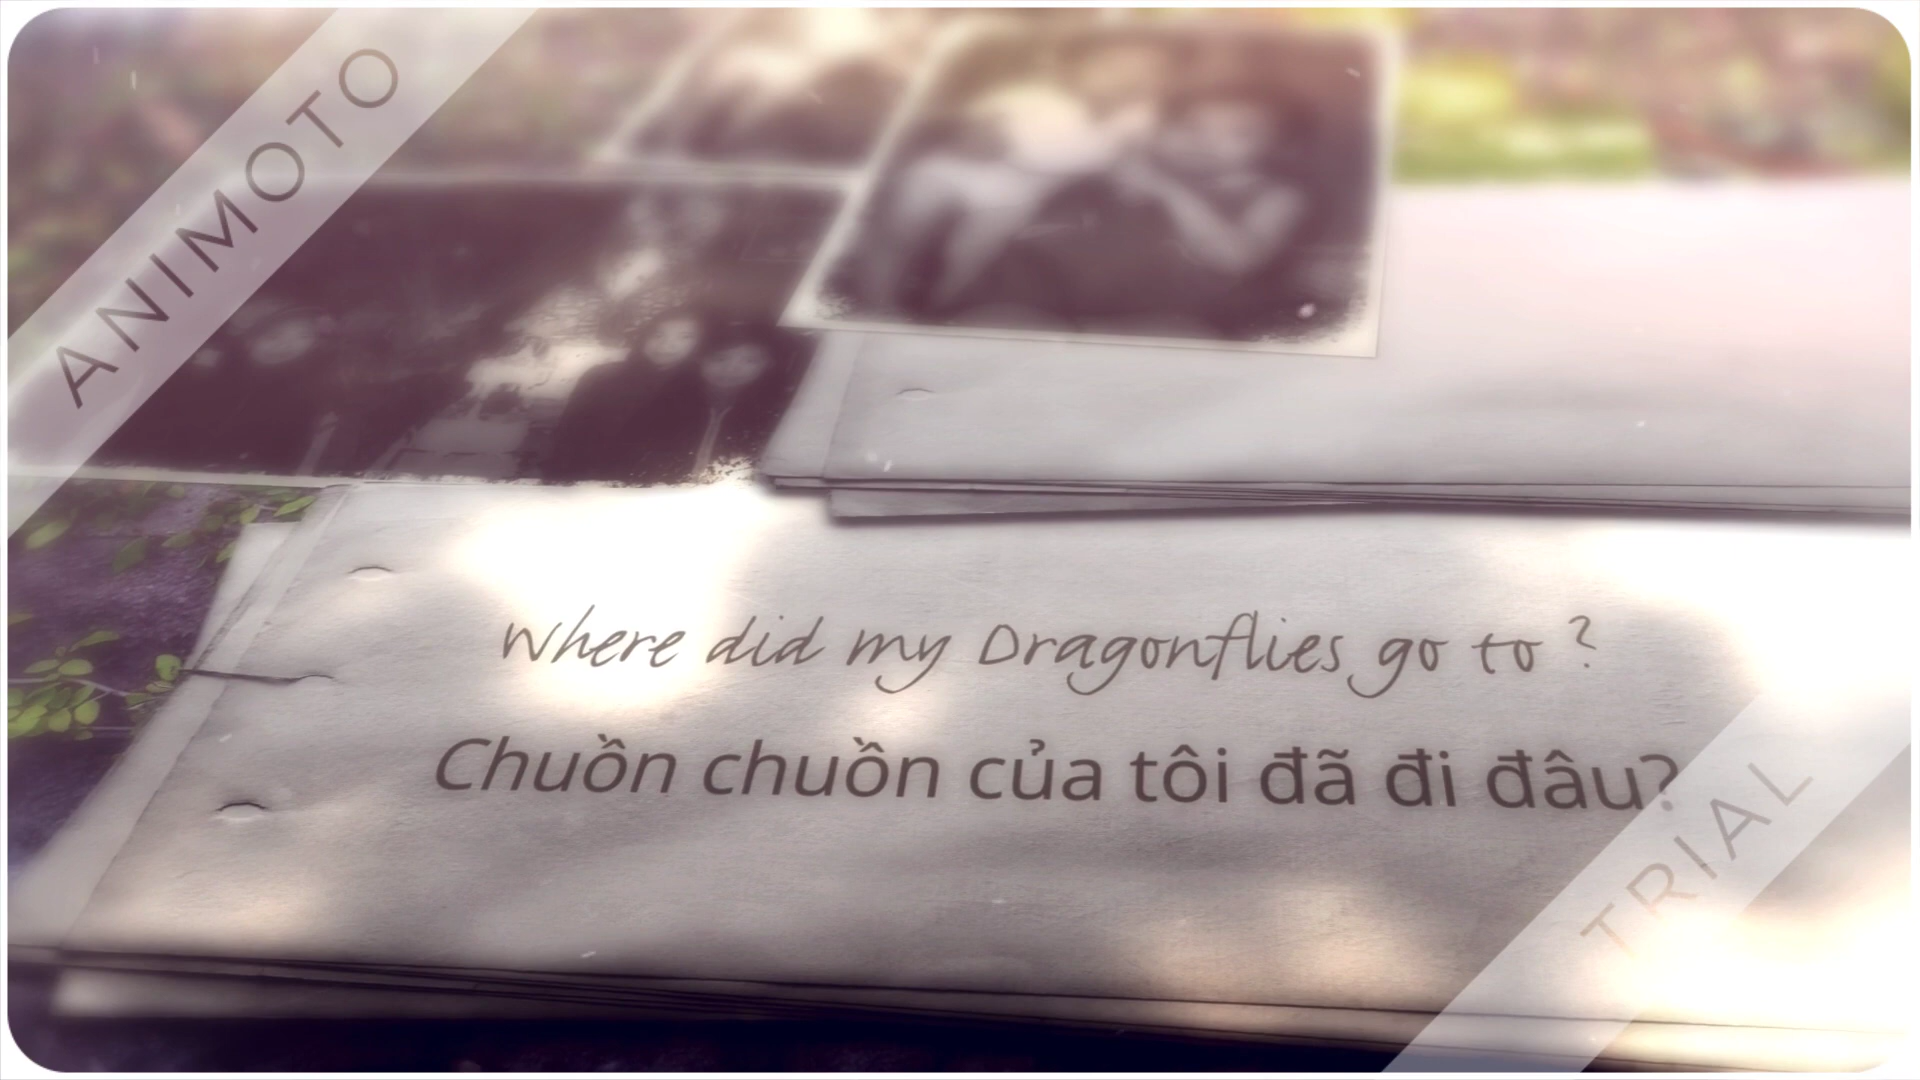 ANIMOTO
Where did my Dragonflies go to ?
Chuồn chuồn của tôi đã đi đâu?
TRIAL